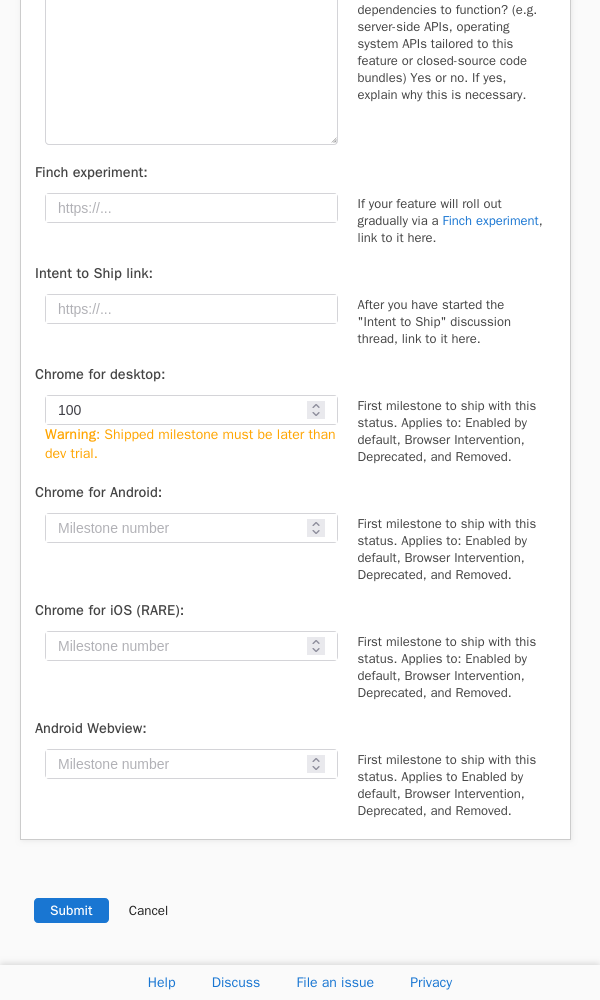 dependencies to function? (e.g.
server-side APIs, operating
system APIs tailored to this
feature or closed-source code
bundles) Yes or no. If yes,
explain why this is necessary.
Finch experiment:
https://...
If your feature will roll out
gradually via a Finch experiment,
link to it here.
Intent to Ship link:
https://...
After you have started the
"Intent to Ship" discussion
thread, link to it here.
Chrome for desktop:
100
Warning: Shipped milestone must be later than
dev trial.
First milestone to ship with this
status. Applies to: Enabled by
default, Browser Intervention,
Deprecated, and Removed.
Chrome for Android:
Milestone number
First milestone to ship with this
status. Applies to: Enabled by
default, Browser Intervention,
Deprecated, and Removed.
Chrome for iOS (RARE):
Milestone number
First milestone to ship with this
status. Applies to: Enabled by
default, Browser Intervention,
Deprecated, and Removed.
Android Webview:
Milestone number
First milestone to ship with this
status. Applies to Enabled by
default, Browser Intervention,
Deprecated, and Removed.
Submit Cancel
Help Discuss File an issue Privacy